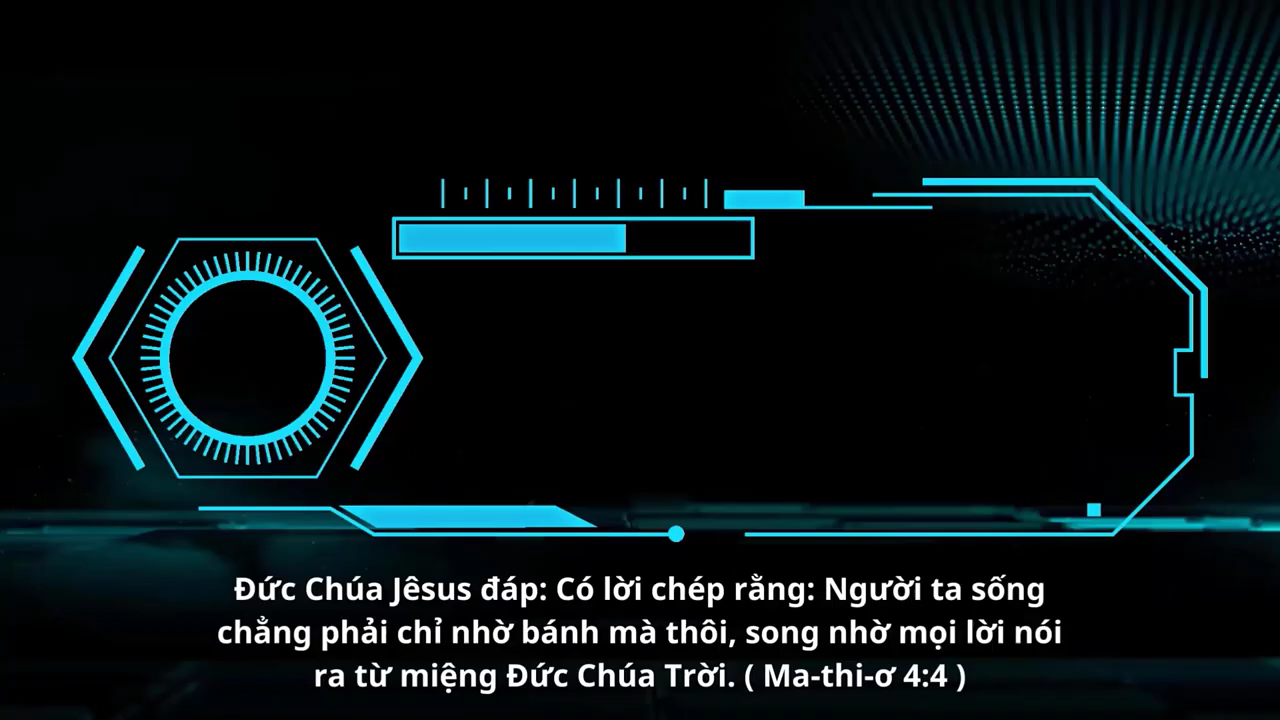 Đức Chúa Jêsus đáp: Có lời chép rằng: Người ta sống
chẳng phải chỉ nhờ bánh mà thôi, song nhờ mọi lời nói
ra từ miệng Đức Chúa Trời. ( Ma-thi-ơ 4:4 )